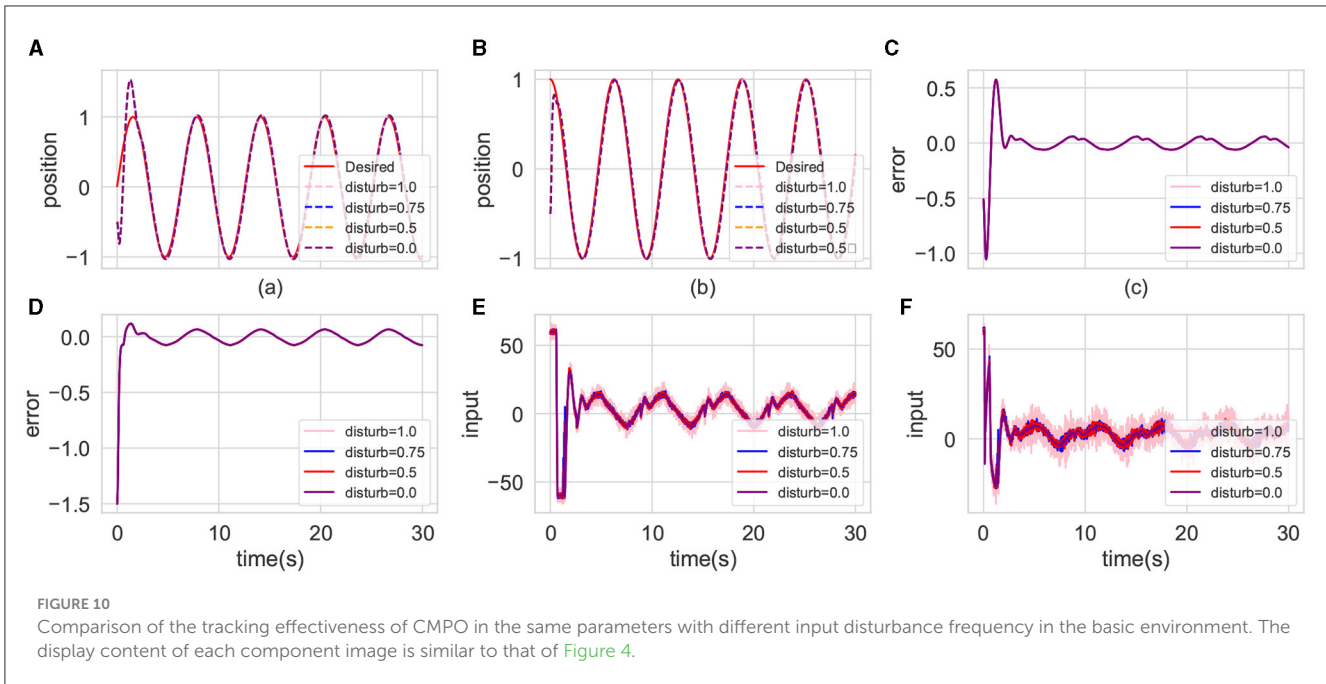 A
B
C
position
1
0
−1
Desired
disturb=1.0
disturb=0.75
disturb=0.5
disturb=0.0
(a)
position
1
0
−1
Desired
disturb=1.0
disturb=0.75
disturb=0.5
disturb=0.5□
(b)
error
0.5
0.0
−0.5
−1.0
disturb=1.0
disturb=0.75
disturb=0.5
disturb=0.0
(c)
D
E
F
error
0.0
−0.5
−1.0
−1.5
disturb=1.0
disturb=0.75
disturb=0.5
disturb=0.0
0 10 20 30
time(s)
input
50
0
−50
disturb=1.0
disturb=0.75
disturb=0.5
disturb=0.0
0 10 20 30
time(s)
input
50
0
disturb=1.0
disturb=0.75
disturb=0.5
disturb=0.0
0 10 20 30
time(s)
FIGURE 10
Comparison of the tracking effectiveness of CMPO in the same parameters with different input disturbance frequency in the basic environment. The
display content of each component image is similar to that of Figure 4.